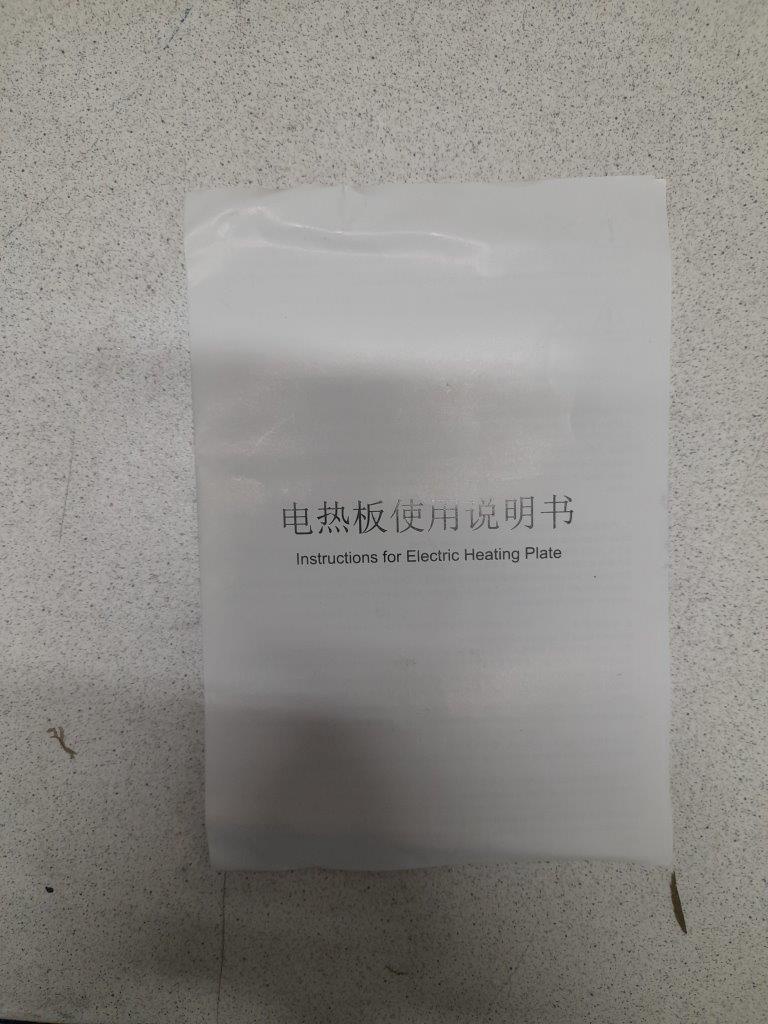 电热板使用说明书
Instructions for Electric Heating Plate